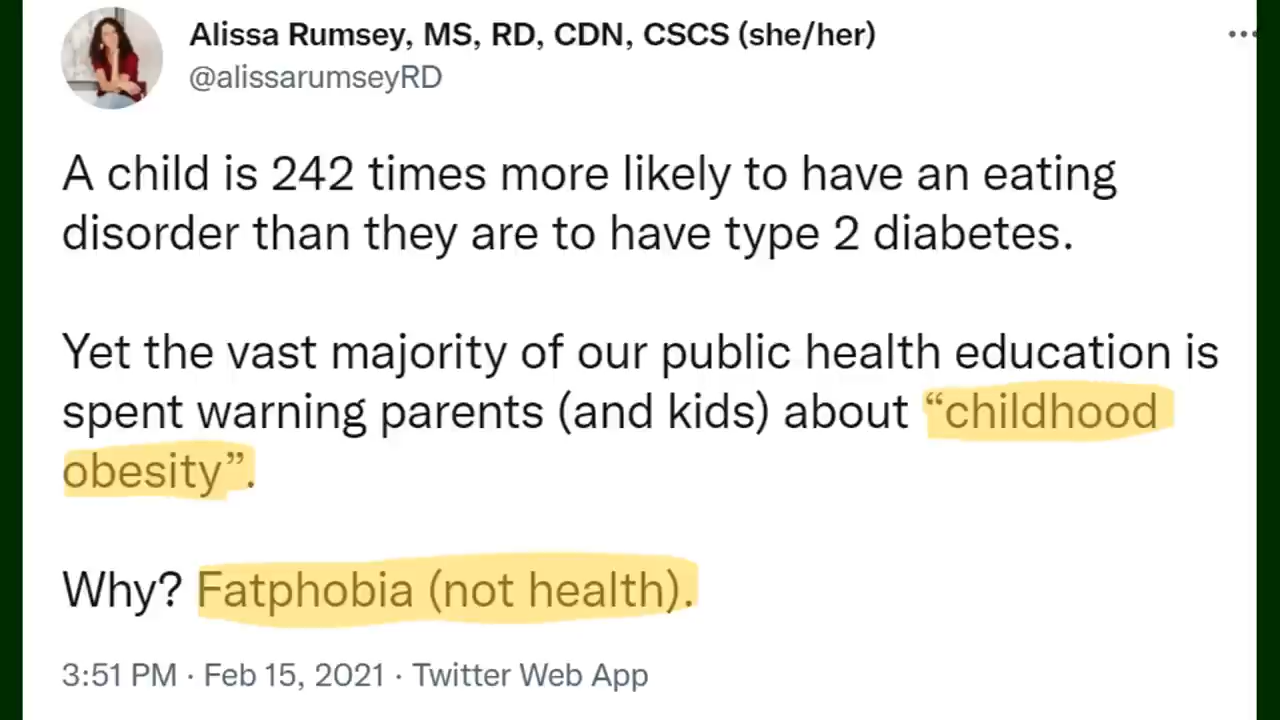 Alissa Rumsey, MS, RD, CDN, CSCS (she/her)
@alissarumseyRD
A child is 242 times more likely to have an eating
disorder than they are to have type 2 diabetes.
Yet the vast majority of our public health education is
spent warning parents (and kids) about “childhood
obesity”.
Why? Fatphobia (not health).
3:51 PM · Feb 15, 2021 · Twitter Web App